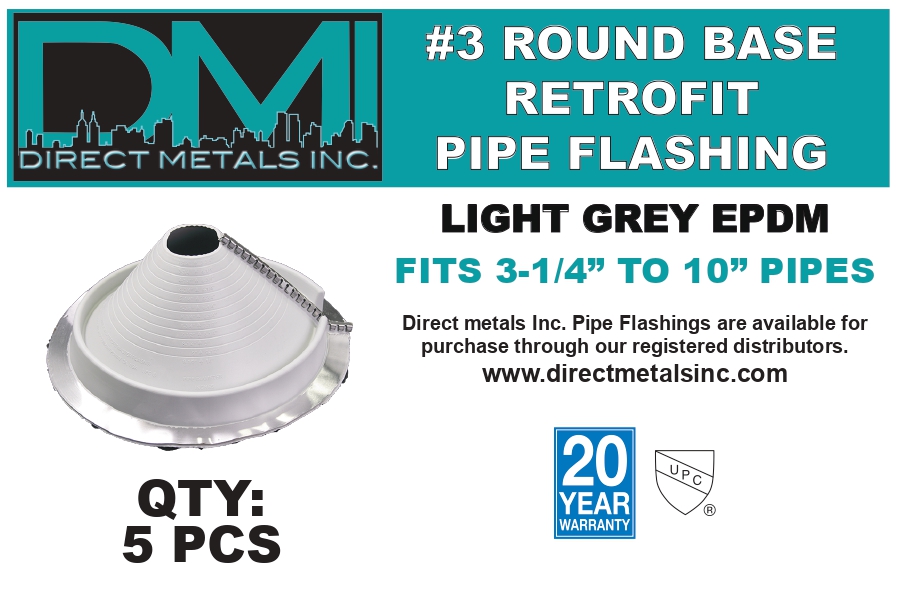 DMI
DIRECT METALS INC.
#3 ROUND BASE
RETROFIT
PIPE FLASHING
LIGHT GREY EPDM
FITS 3-1/4” TO 10” PIPES
Direct metals Inc. Pipe Flashings are available for
purchase through our registered distributors.
www.directmetalsinc.com
QTY:
5 PCS
20
YEAR
WARRANTY
UPC
®